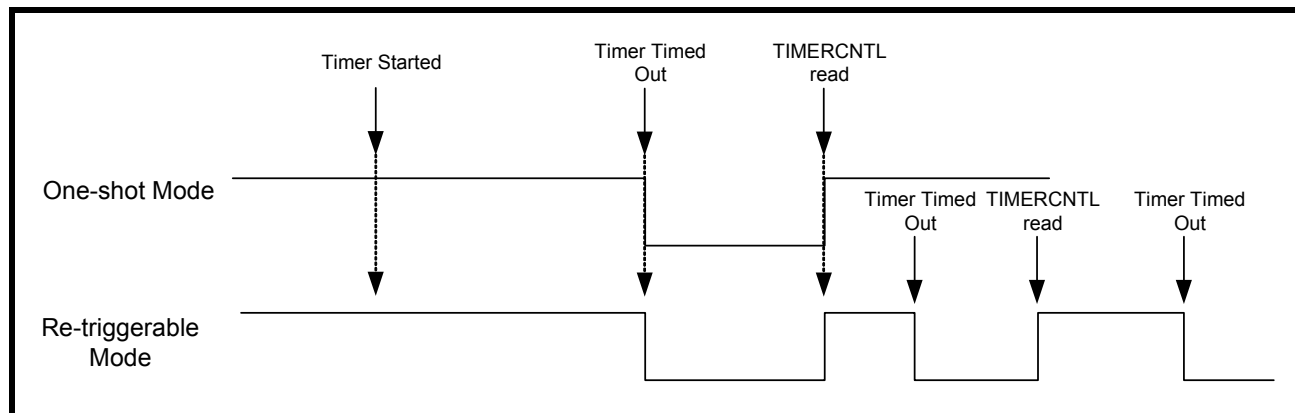 Timer Started
Timer Timed
Out
TIMERCNTL
read
One-shot Mode
Timer Timed
Out
TIMERCNTL
read
Timer Timed
Out
Re-triggerable
Mode